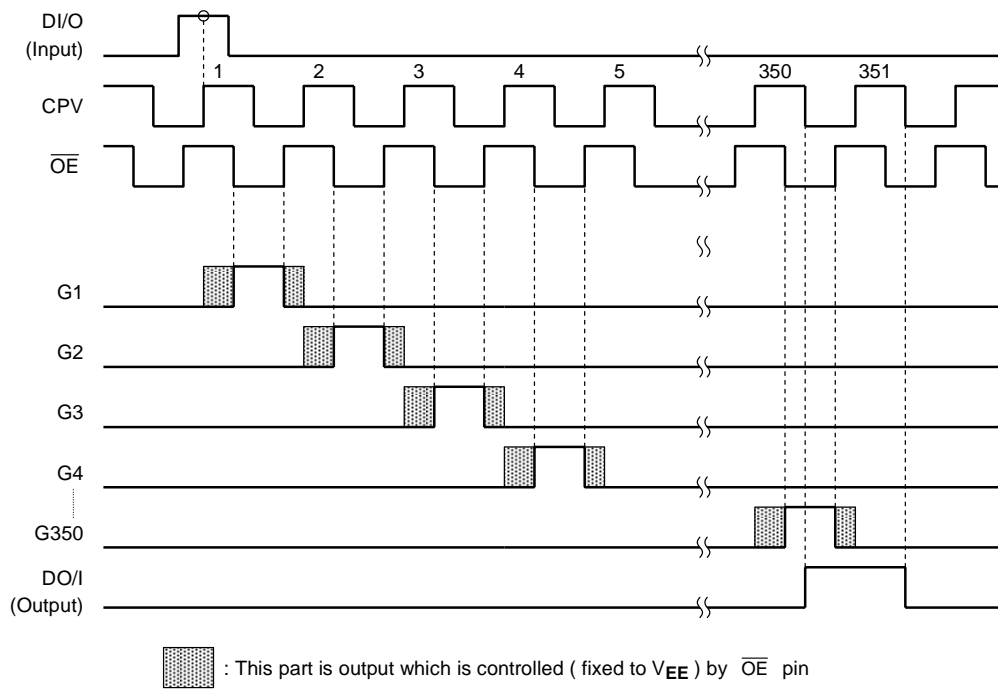 DI/O
(Input)
1 2 3 4 5 350 351
CPV
OE
G1
G2
G3
G4
G350
DO/I
(Output)
: This part is output which is controlled ( fixed to VEE ) by OE pin